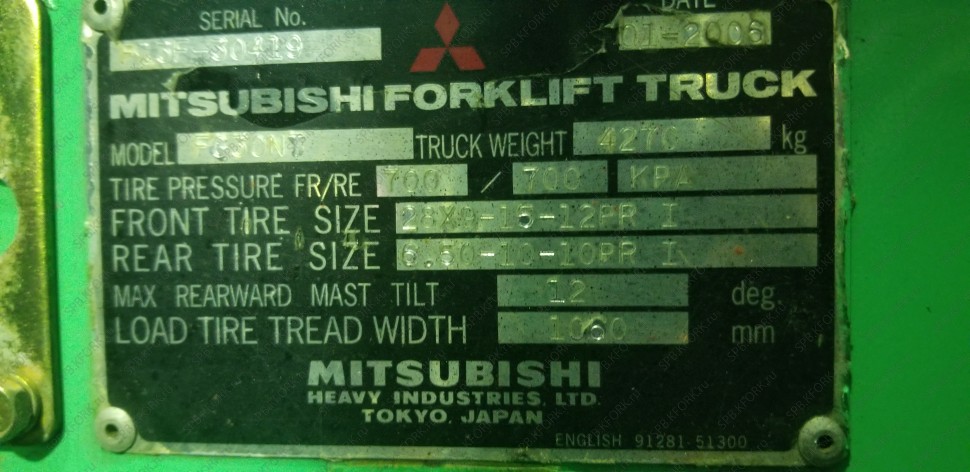 SERIAL No.
DATE
01-2006
MITSUBISHI FORKLIFT TRUCK
MODEL TRUCK WEIGHT kg
TIRE PRESSURE FR/RE 700 / 700 KPA
FRONT TIRE SIZE 28X9-15-12PR I
REAR TIRE SIZE 6.50-10-10PR I
MAX REARWARD MAST TILT 12 deg.
LOAD TIRE TREAD WIDTH 1060 mm
MITSUBISHI
HEAVY INDUSTRIES, LTD.
TOKYO, JAPAN
ENGLISH 91281-51300